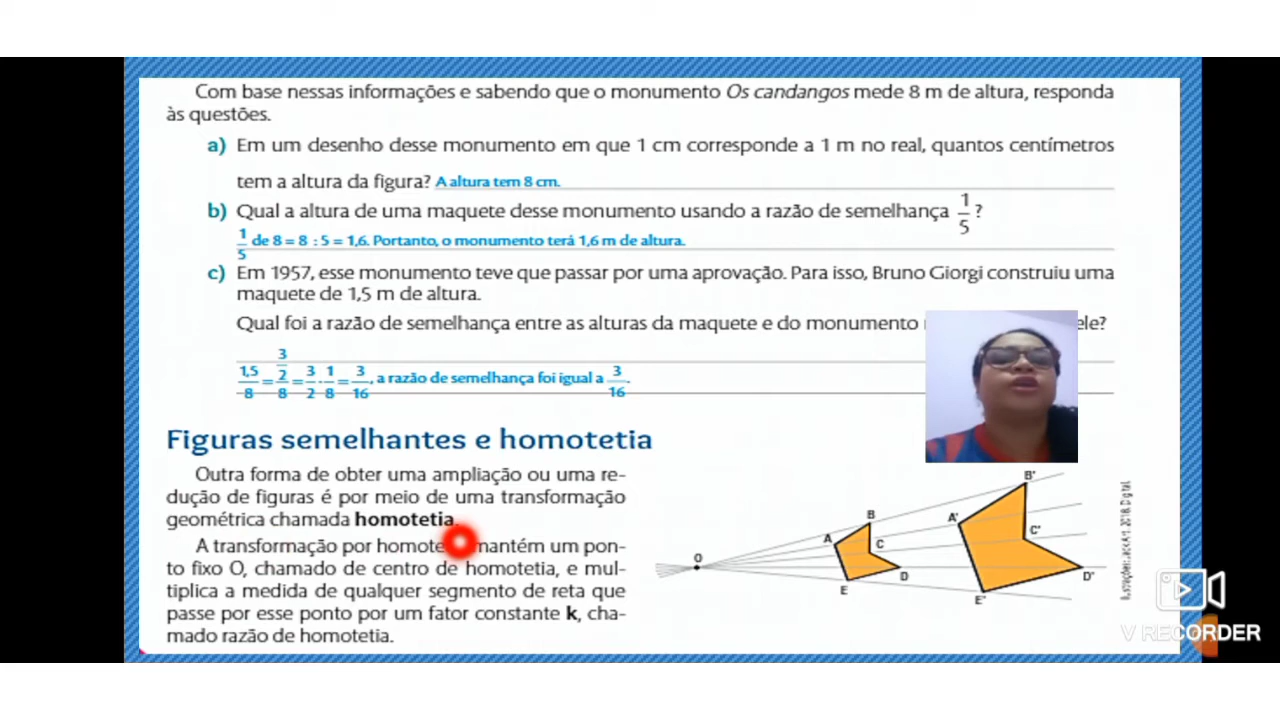 Com base nessas informações e sabendo que o monumento Os candangos mede 8 m de altura, responda
às questões.
a) Em um desenho desse monumento em que 1 cm corresponde a 1 m no real, quantos centímetros
tem a altura da figura? A altura tem 8 cm.
b) Qual a altura de uma maquete desse monumento usando a razão de semelhança 1/5 ?
1/5 de 8 = 8 : 5 = 1,6. Portanto, o monumento terá 1,6 m de altura.
c) Em 1957, esse monumento teve que passar por uma aprovação. Para isso, Bruno Giorgi construiu uma
maquete de 1,5 m de altura.
Qual foi a razão de semelhança entre as alturas da maquete e do monumento ele?
1,5/8 = 3/2/8 = 3/2 · 1/8 = 3/16, a razão de semelhança foi igual a 3/16.
Figuras semelhantes e homotetia
Outra forma de obter uma ampliação ou uma re-
dução de figuras é por meio de uma transformação
geométrica chamada homotetia.
A transformação por homote mantém um pon-
to fixo O, chamado de centro de homotetia, e mul-
tiplica a medida de qualquer segmento de reta que
passe por esse ponto por um fator constante k, cha-
mado razão de homotetia.
O
A
B
C
D
E
A'
B'
C'
D'
E'
V RECORDER